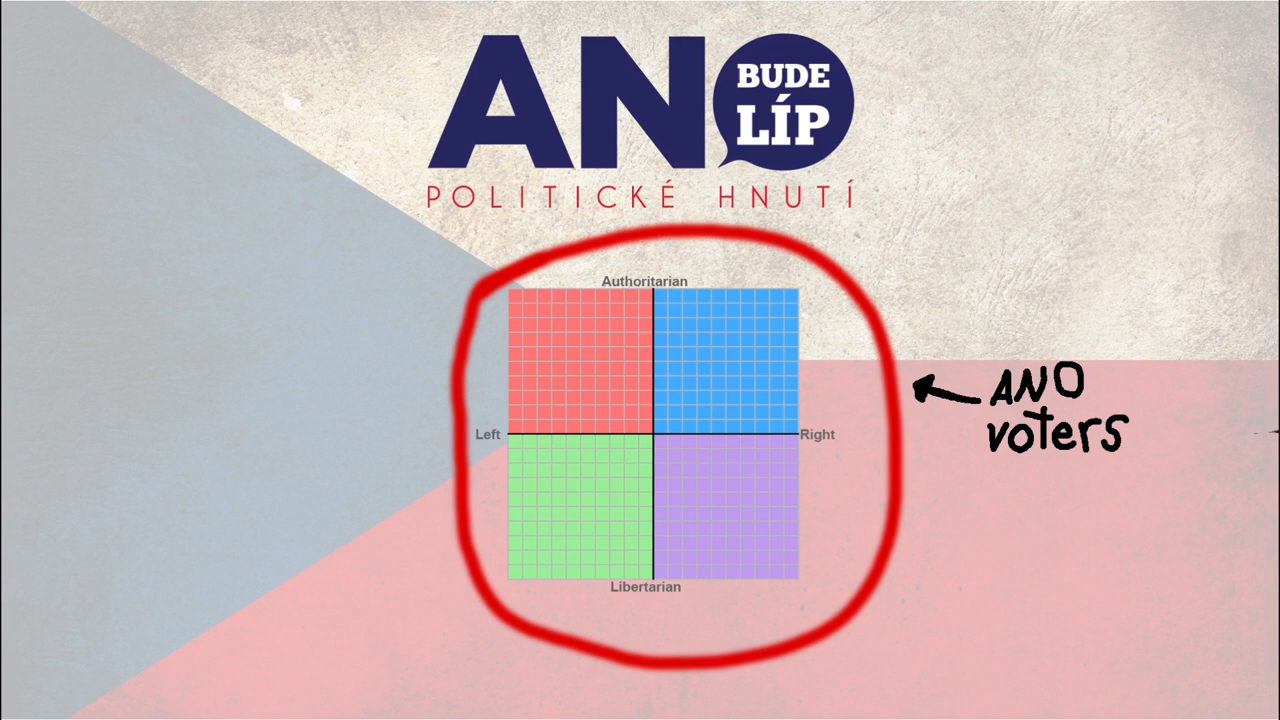 ANO
BUDE
LÍP
POLITICKÉ HNUTÍ
Authoritarian
Left
Right
Libertarian
ANO
voters